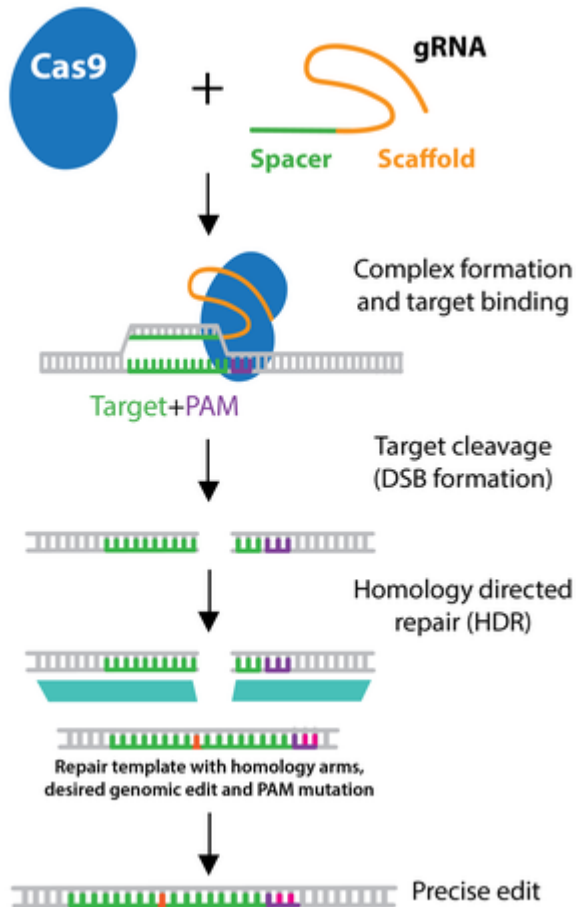 Cas9
+
gRNA
Spacer
Scaffold
Complex formation
and target binding
Target+PAM
Target cleavage
(DSB formation)
Homology directed
repair (HDR)
Repair template with homology arms,
desired genomic edit and PAM mutation
Precise edit